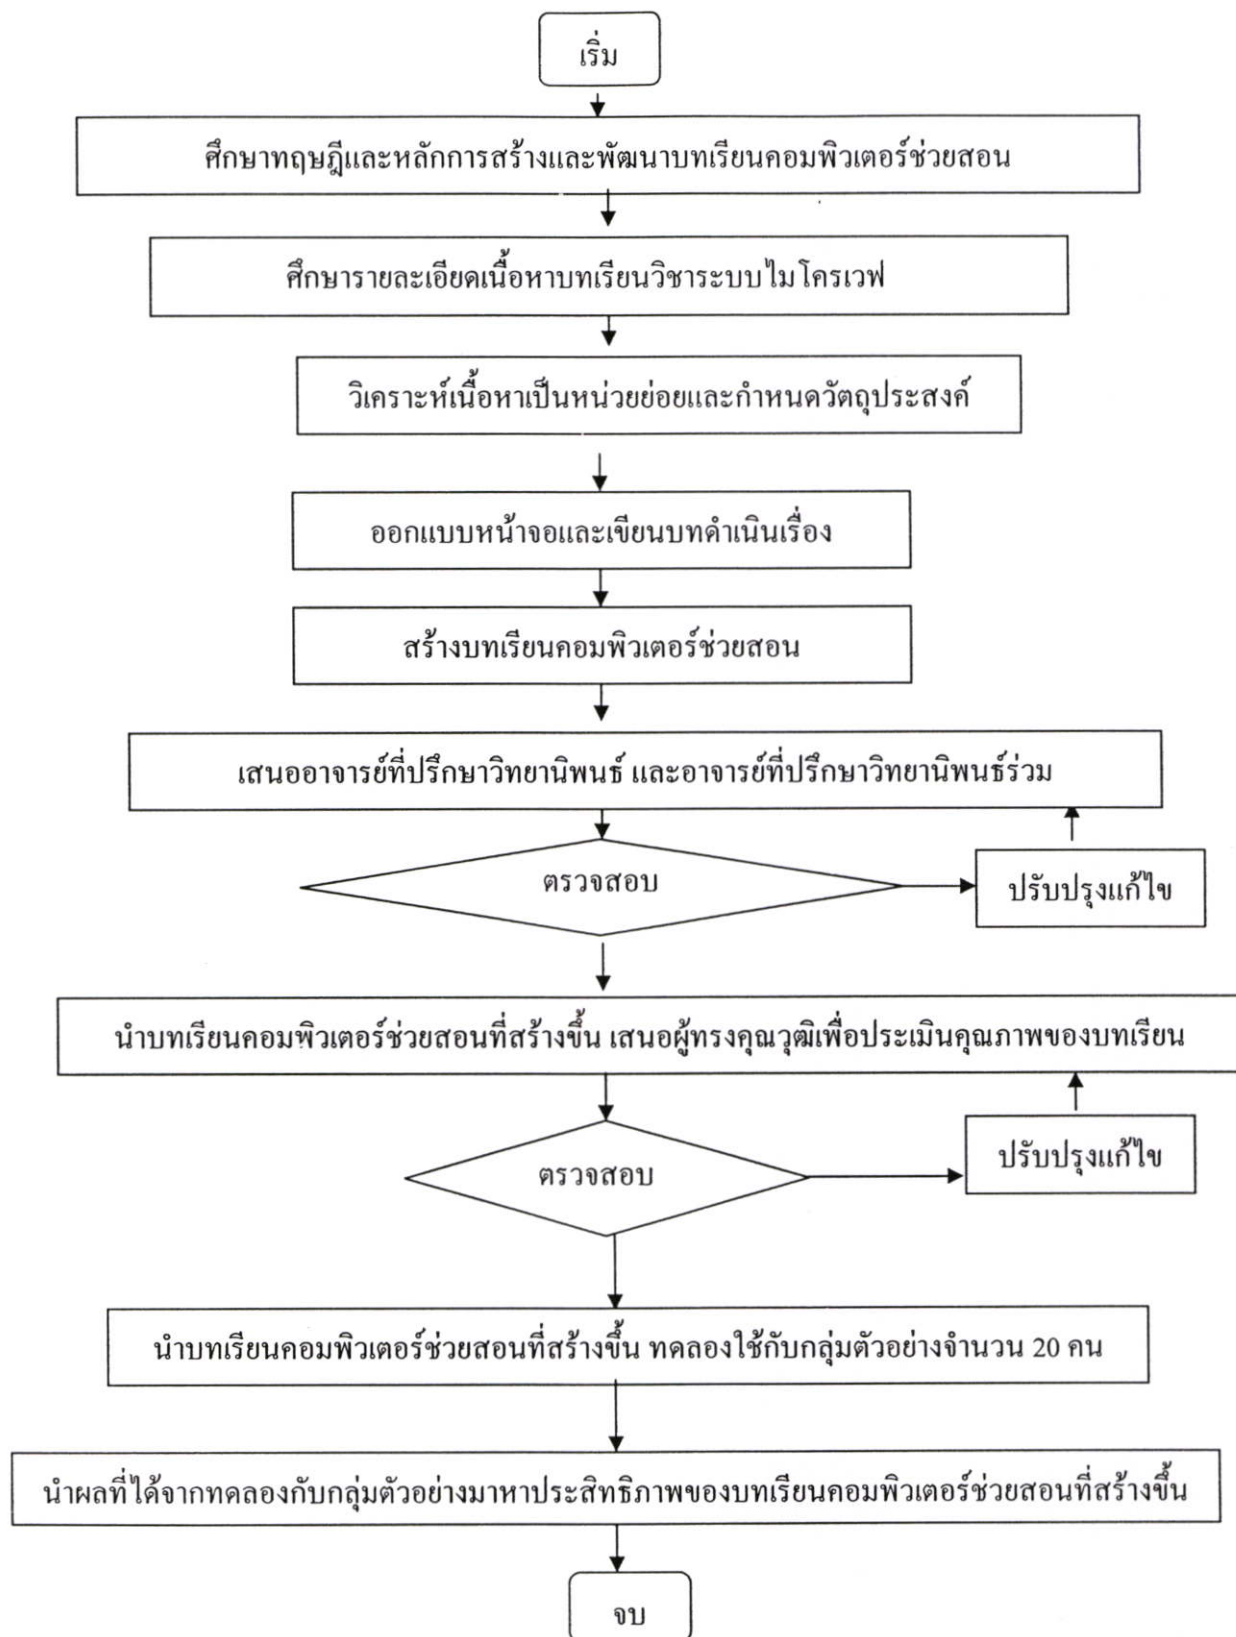 เริ่ม
ศึกษาทฤษฎีและหลักการสร้างและพัฒนาบทเรียนคอมพิวเตอร์ช่วยสอน
ศึกษารายละเอียดเนื้อหาบทเรียนวิชาระบบไมโครเวฟ
วิเคราะห์เนื้อหาเป็นหน่วยย่อยและกำหนดวัตถุประสงค์
ออกแบบหน้าจอและเขียนบทดำเนินเรื่อง
สร้างบทเรียนคอมพิวเตอร์ช่วยสอน
เสนออาจารย์ที่ปรึกษาวิทยานิพนธ์ และอาจารย์ที่ปรึกษาวิทยานิพนธ์ร่วม
ตรวจสอบ
ปรับปรุงแก้ไข
นำบทเรียนคอมพิวเตอร์ช่วยสอนที่สร้างขึ้น เสนอผู้ทรงคุณวุฒิเพื่อประเมินคุณภาพของบทเรียน
ตรวจสอบ
ปรับปรุงแก้ไข
นำบทเรียนคอมพิวเตอร์ช่วยสอนที่สร้างขึ้น ทดลองใช้กับกลุ่มตัวอย่างจำนวน 20 คน
นำผลที่ได้จากทดลองกับกลุ่มตัวอย่างมาหาประสิทธิภาพของบทเรียนคอมพิวเตอร์ช่วยสอนที่สร้างขึ้น
จบ